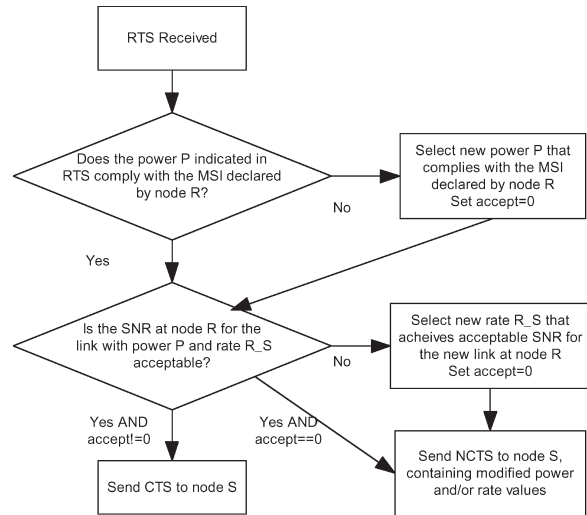 RTS Received
Does the power P indicated in
RTS comply with the MSI declared
by node R?
No
Select new power P that
complies with the MSI
declared by node R
Set accept=0
Yes
Is the SNR at node R for the
link with power P and rate R_S
acceptable?
No
Select new rate R_S that
acheives acceptable SNR for
the new link at node R
Set accept=0
Yes AND
accept!=0
Yes AND
accept==0
Send CTS to node S
Send NCTS to node S,
containing modified power
and/or rate values